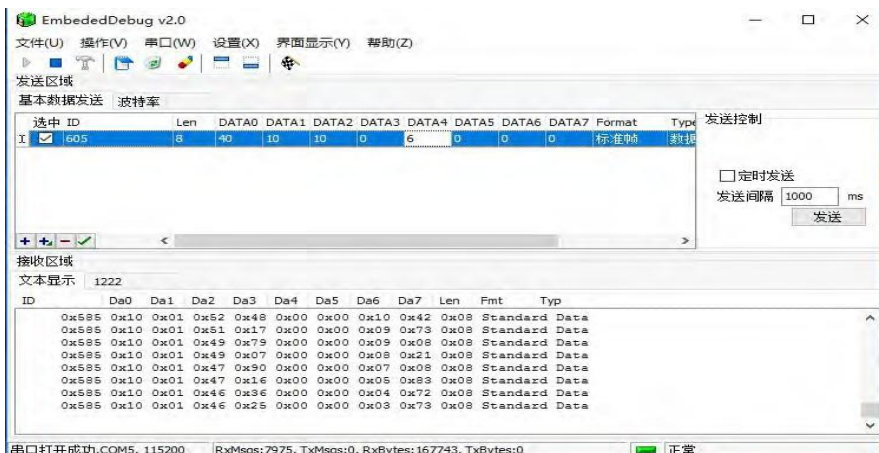 EmbededDebug v2.0
文件(U) 操作(V) 串口(W) 设置(X) 界面显示(Y) 帮助(Z)
发送区域
基本数据发送 波特率
选中 ID Len DATA0 DATA1 DATA2 DATA3 DATA4 DATA5 DATA6 DATA7 Format Type
605 8 40 10 10 0 6 0 0 0 标准帧 数据
发送控制
定时发送
发送间隔 1000 ms
发送
接收区域
文本显示 1222
ID Da0 Da1 Da2 Da3 Da4 Da5 Da6 Da7 Len Fmt Typ
0x585 0x10 0x01 0x52 0x48 0x00 0x00 0x10 0x42 0x08 Standard Data
0x585 0x10 0x01 0x51 0x17 0x00 0x00 0x09 0x73 0x08 Standard Data
0x585 0x10 0x01 0x49 0x79 0x00 0x00 0x09 0x08 0x08 Standard Data
0x585 0x10 0x01 0x49 0x07 0x00 0x00 0x08 0x21 0x08 Standard Data
0x585 0x10 0x01 0x47 0x90 0x00 0x00 0x07 0x08 0x08 Standard Data
0x585 0x10 0x01 0x47 0x16 0x00 0x00 0x05 0x83 0x08 Standard Data
0x585 0x10 0x01 0x46 0x36 0x00 0x00 0x04 0x72 0x08 Standard Data
0x585 0x10 0x01 0x46 0x25 0x00 0x00 0x03 0x73 0x08 Standard Data
串口打开成功,COM5, 115200 RxMsgs:7975, TxMsgs:0, RxBytes:167743, TxBytes:0 正常